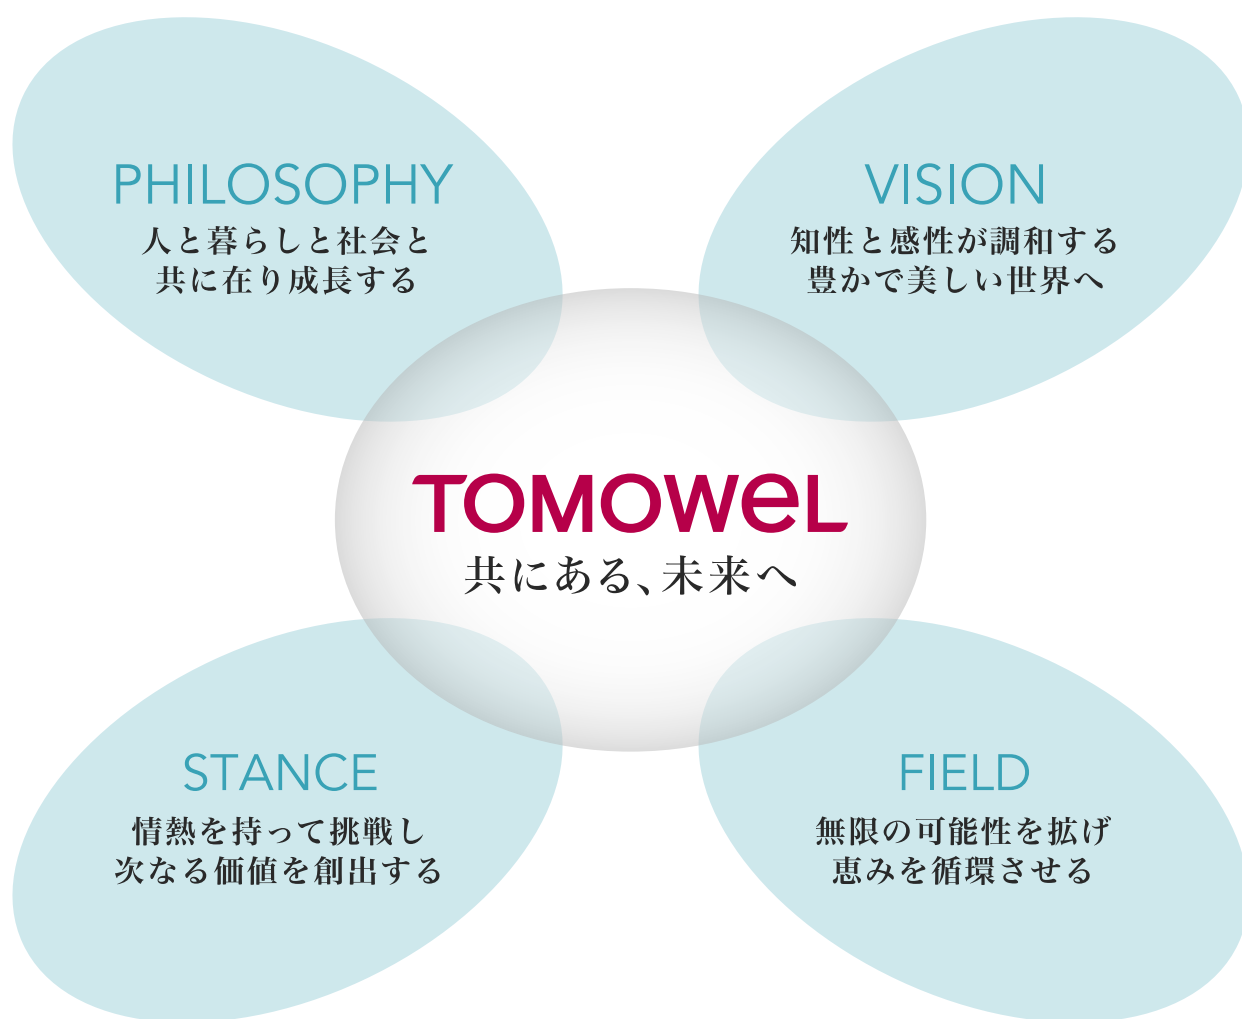 PHILOSOPHY
人と暮らしと社会と
共に在り成長する
VISION
知性と感性が調和する
豊かで美しい世界へ
TOMOWEL
共にある、未来へ
STANCE
情熱を持って挑戦し
次なる価値を創出する
FIELD
無限の可能性を拡げ
恵みを循環させる